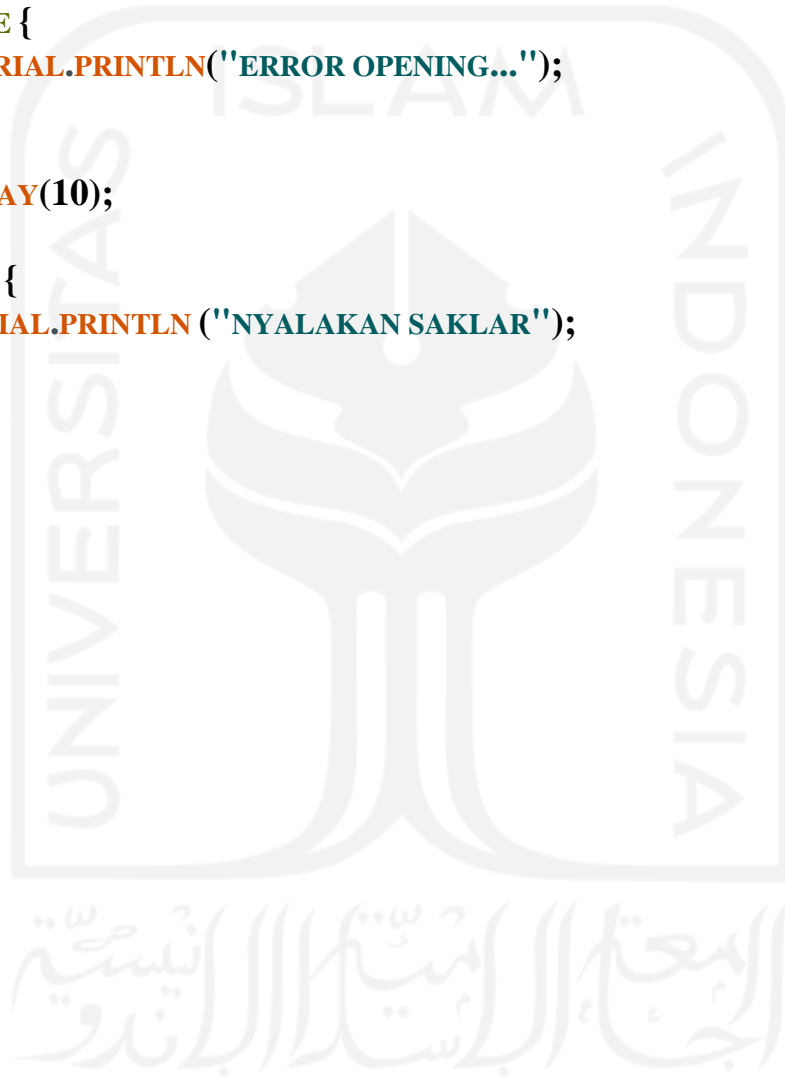 E {
RIAL.PRINTLN("ERROR OPENING...");
AY(10);
{
IAL.PRINTLN ("NYALAKAN SAKLAR");
ISLAM
UNIVERSITAS
INDONESIA